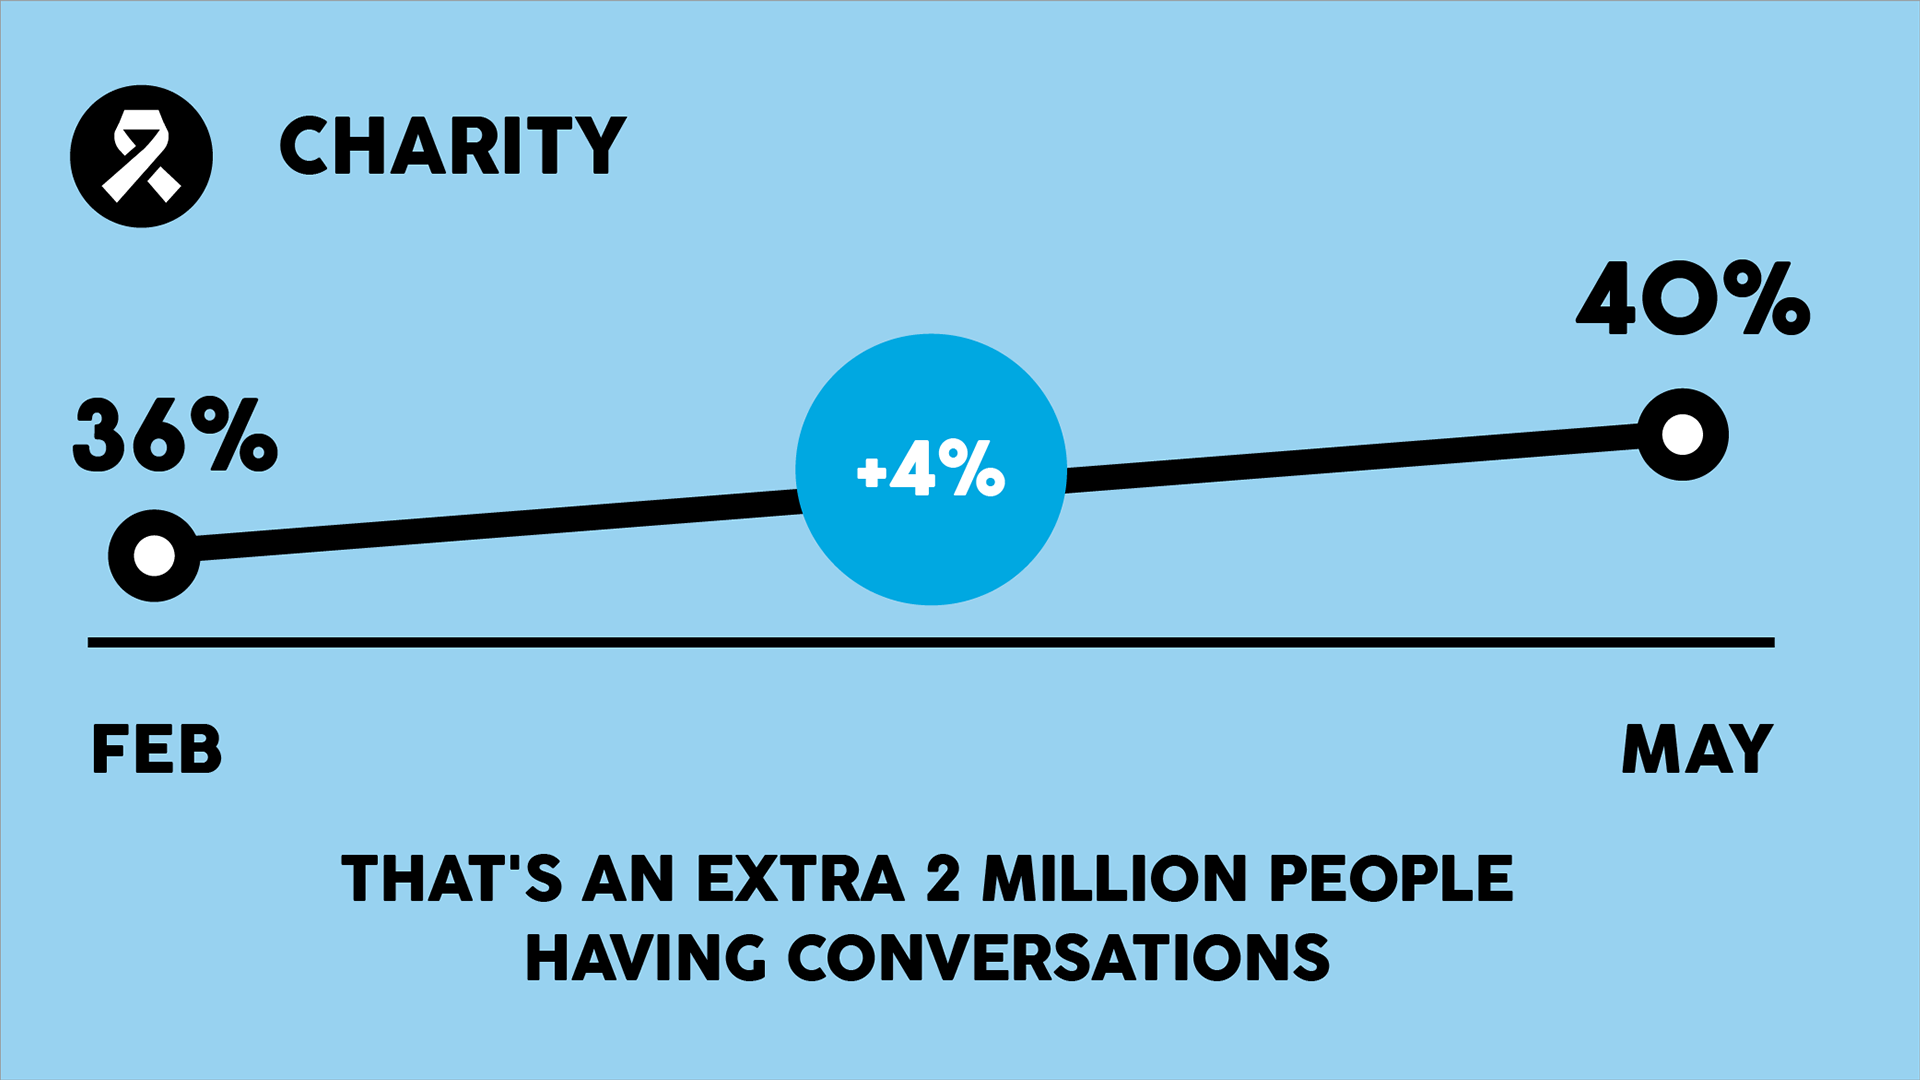 CHARITY
40%
36%
+4%
FEB
MAY
THAT'S AN EXTRA 2 MILLION PEOPLE
HAVING CONVERSATIONS